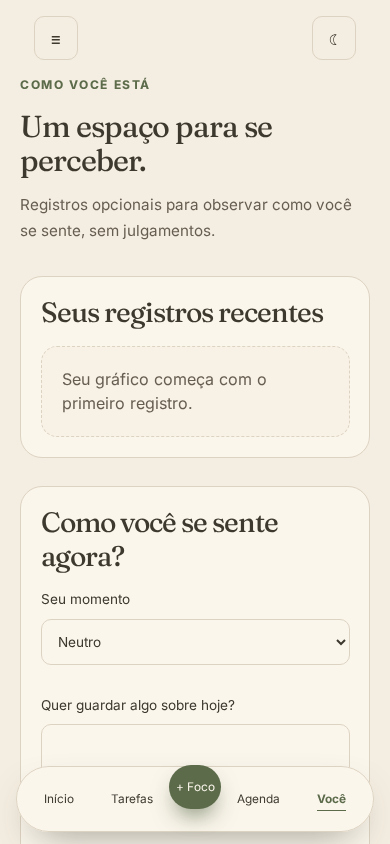 COMO VOCÊ ESTÁ
Um espaço para se
perceber.
Registros opcionais para observar como você
se sente, sem julgamentos.
Seus registros recentes
Seu gráfico começa com o
primeiro registro.
Como você se sente
agora?
Seu momento
Neutro
Quer guardar algo sobre hoje?
Início
Tarefas
+ Foco
Agenda
Você